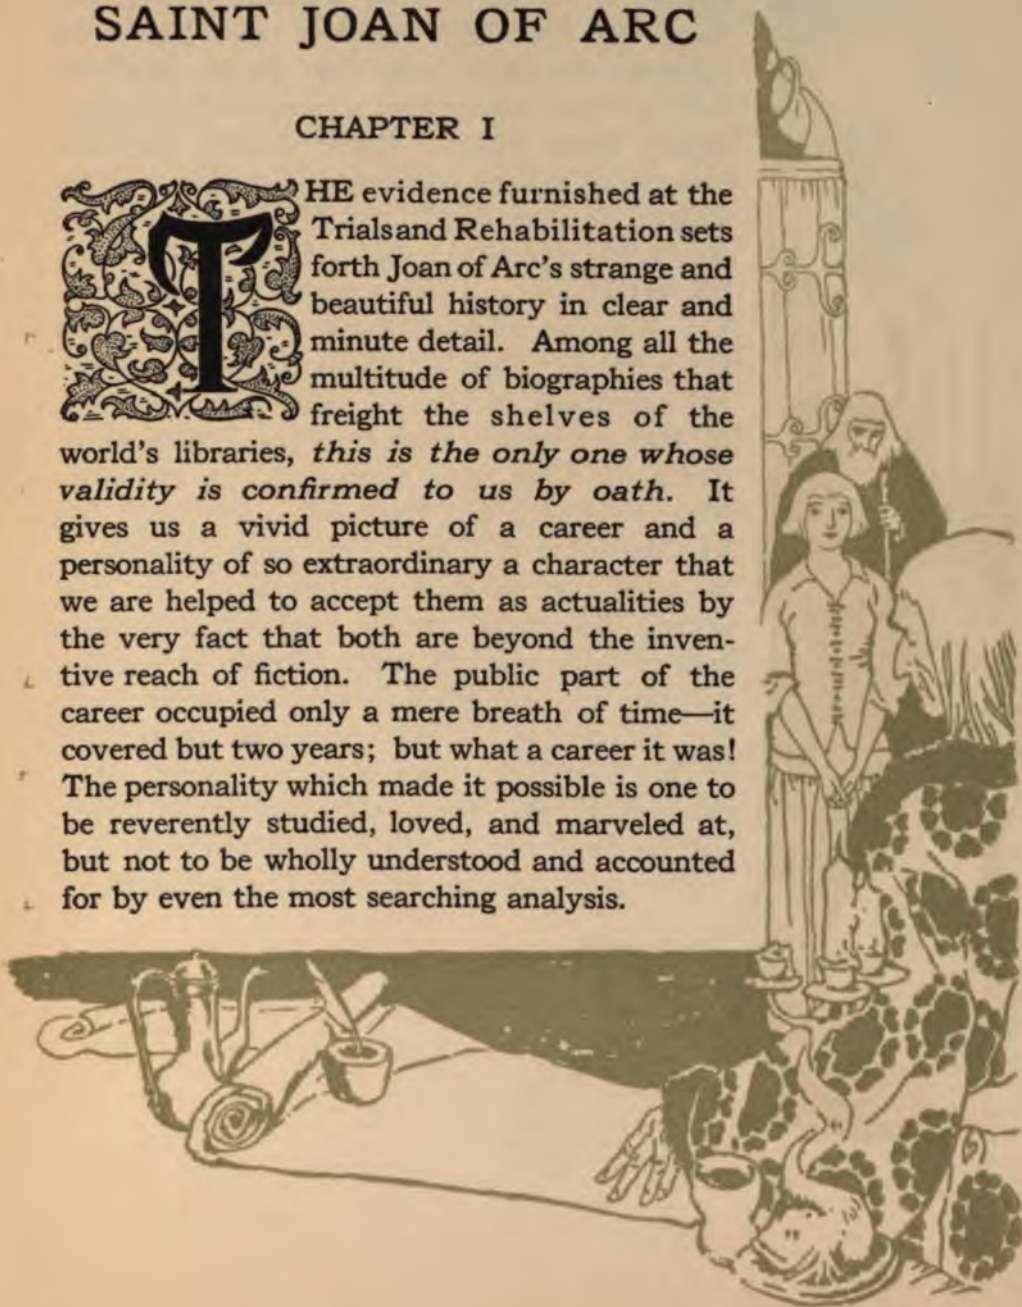 SAINT JOAN OF ARC
CHAPTER I
THE evidence furnished at the
Trials and Rehabilitation sets
forth Joan of Arc's strange and
beautiful history in clear and
minute detail. Among all the
multitude of biographies that
freight the shelves of the
world's libraries, this is the only one whose
validity is confirmed to us by oath. It
gives us a vivid picture of a career and a
personality of so extraordinary a character that
we are helped to accept them as actualities by
the very fact that both are beyond the inven-
tive reach of fiction. The public part of the
career occupied only a mere breath of time—it
covered but two years; but what a career it was!
The personality which made it possible is one to
be reverently studied, loved, and marveled at,
but not to be wholly understood and accounted
for by even the most searching analysis.